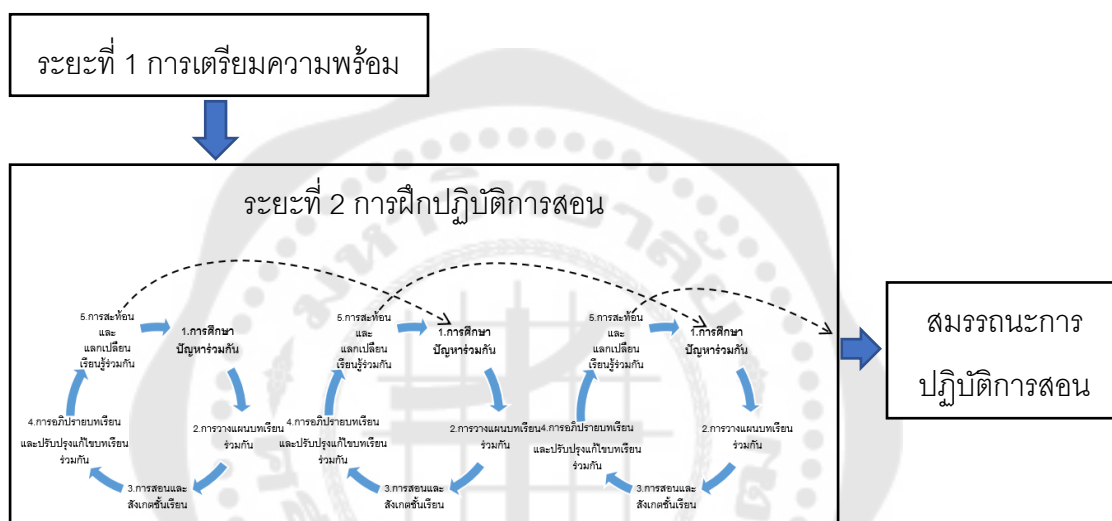 ระยะที่ 1 การเตรียมความพร้อม
ระยะที่ 2 การฝึกปฏิบัติการสอน
5.การสะท้อน
และ
แลกเปลี่ยน
เรียนรู้ร่วมกัน
1.การศึกษา
ปัญหาร่วมกัน
2.การวางแผนบทเรียน
ร่วมกัน
3.การสอนและ
สังเกตชั้นเรียน
4.การอภิปรายบทเรียน
และปรับปรุงแก้ไขบทเรียน
ร่วมกัน
5.การสะท้อน
และ
แลกเปลี่ยน
เรียนรู้ร่วมกัน
1.การศึกษา
ปัญหาร่วมกัน
2.การวางแผนบทเรียน
ร่วมกัน
3.การสอนและ
สังเกตชั้นเรียน
4.การอภิปรายบทเรียน
และปรับปรุงแก้ไขบทเรียน
ร่วมกัน
5.การสะท้อน
และ
แลกเปลี่ยน
เรียนรู้ร่วมกัน
1.การศึกษา
ปัญหาร่วมกัน
2.การวางแผนบทเรียน
ร่วมกัน
3.การสอนและ
สังเกตชั้นเรียน
4.การอภิปรายบทเรียน
และปรับปรุงแก้ไขบทเรียน
ร่วมกัน
สมรรถนะการ
ปฏิบัติการสอน